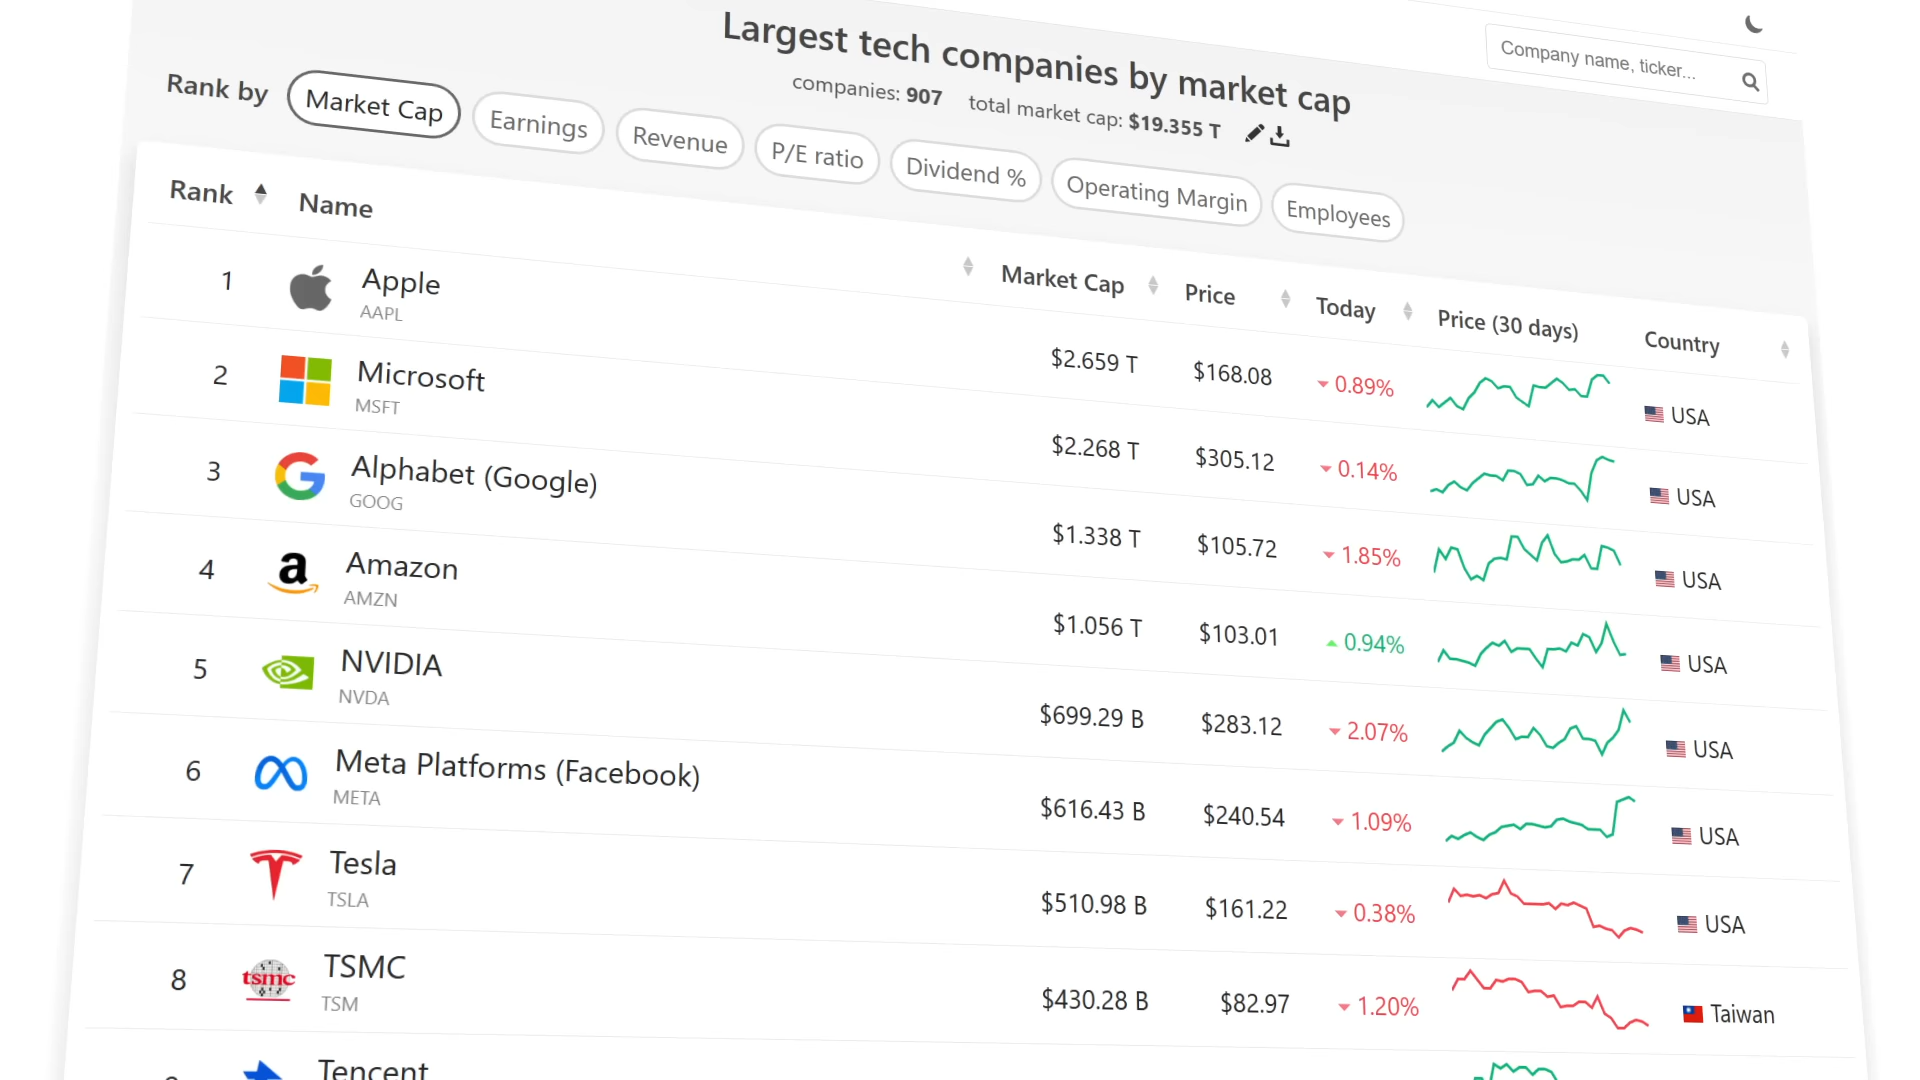 Largest tech companies by market cap
companies: 907 total market cap: $19.355 T
Company name, ticker...
Rank by Market Cap Earnings Revenue P/E ratio Dividend % Operating Margin Employees
Rank Name Market Cap Price Today Price (30 days) Country
1 Apple $2.659 T $168.08 0.89% USA
AAPL
2 Microsoft $2.268 T $305.12 0.14% USA
MSFT
3 Alphabet (Google) $1.338 T $105.72 1.85% USA
GOOG
4 Amazon $1.056 T $103.01 0.94% USA
AMZN
5 NVIDIA $699.29 B $283.12 2.07% USA
NVDA
6 Meta Platforms (Facebook) $616.43 B $240.54 1.09% USA
META
7 Tesla $510.98 B $161.22 0.38% USA
TSLA
8 tsmc TSMC $430.28 B $82.97 1.20% Taiwan
TSM
Tencent